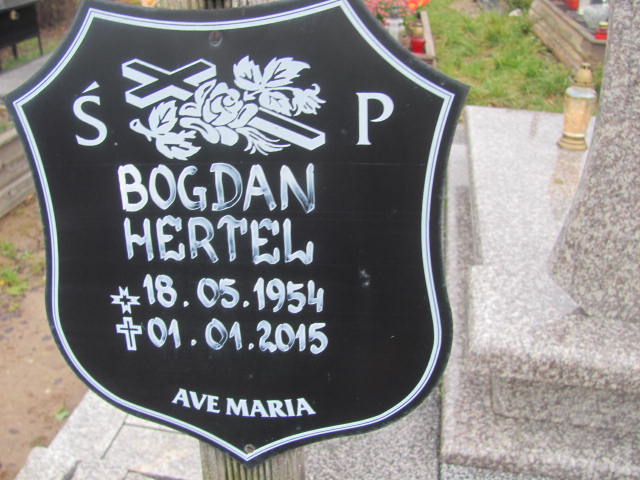 Ś P
BOGDAN
HERTEL
18.05.1954
01.01.2015
AVE MARIA